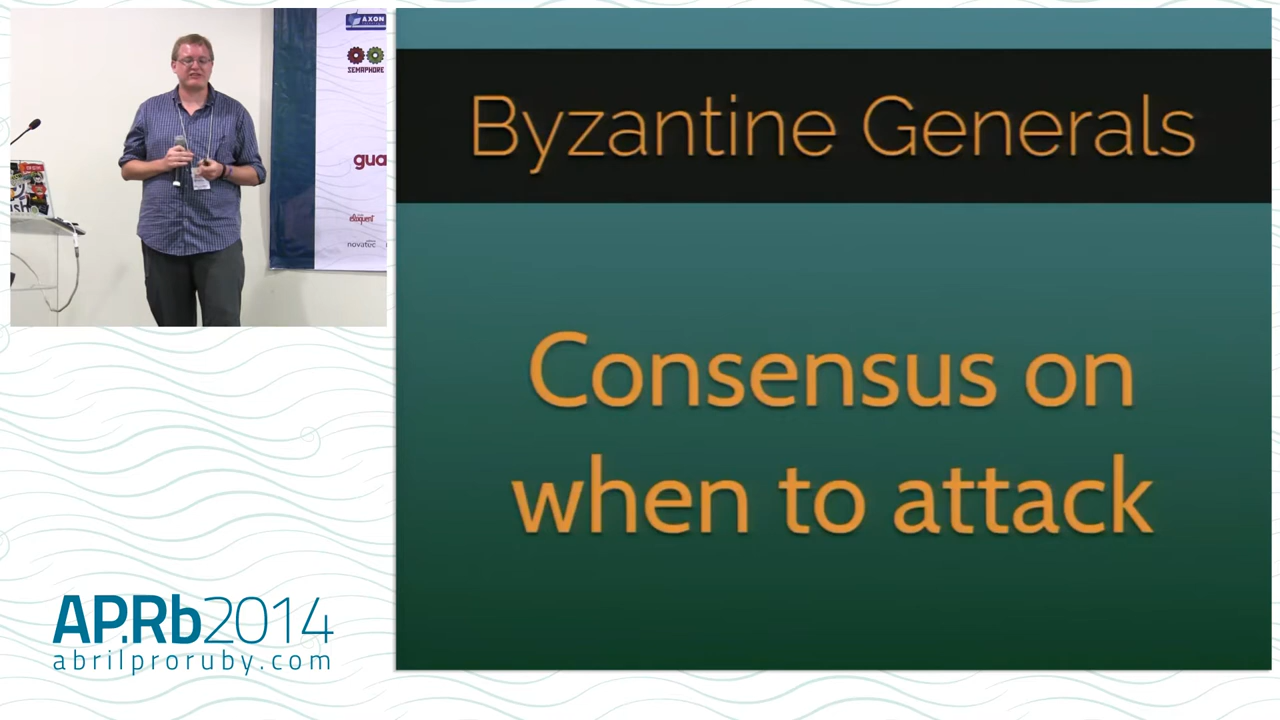 AXON
SEMAPHORE
gua
eloquent
novatec
Byzantine Generals
Consensus on
when to attack
AP.Rb2014
abrilproruby.com